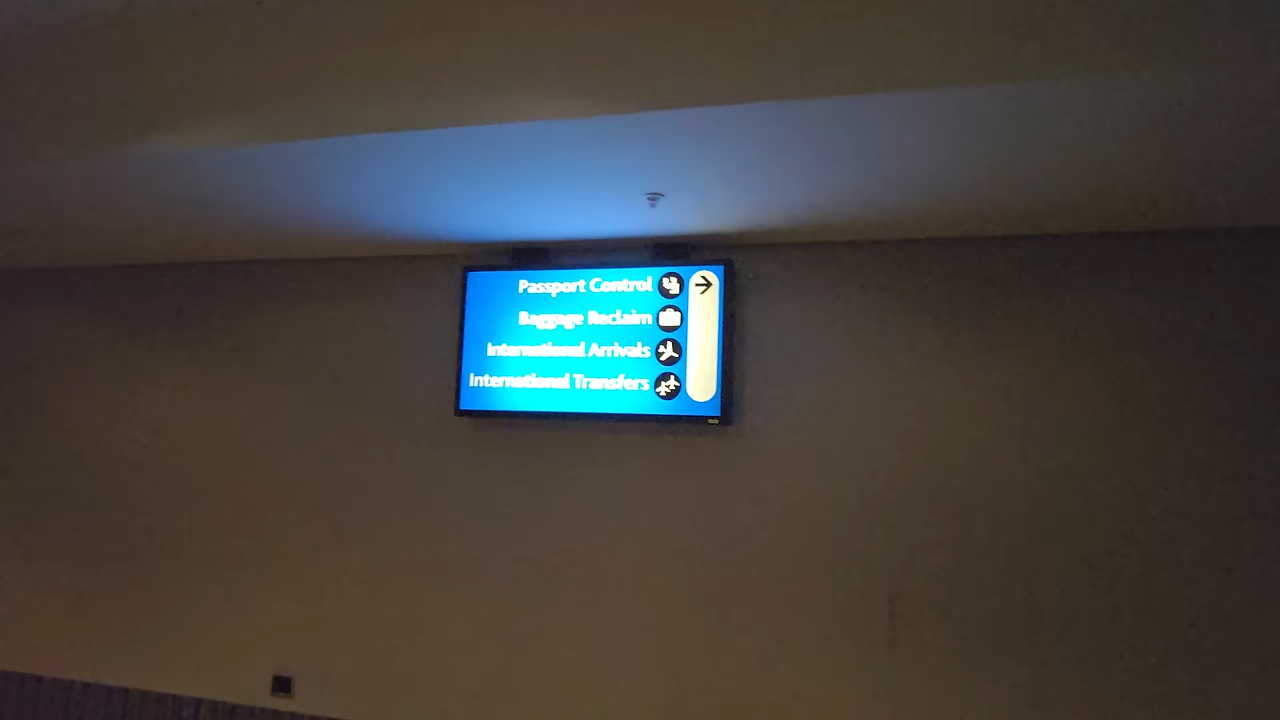 Passport Control
Baggage Reclaim
International Arrivals
International Transfers